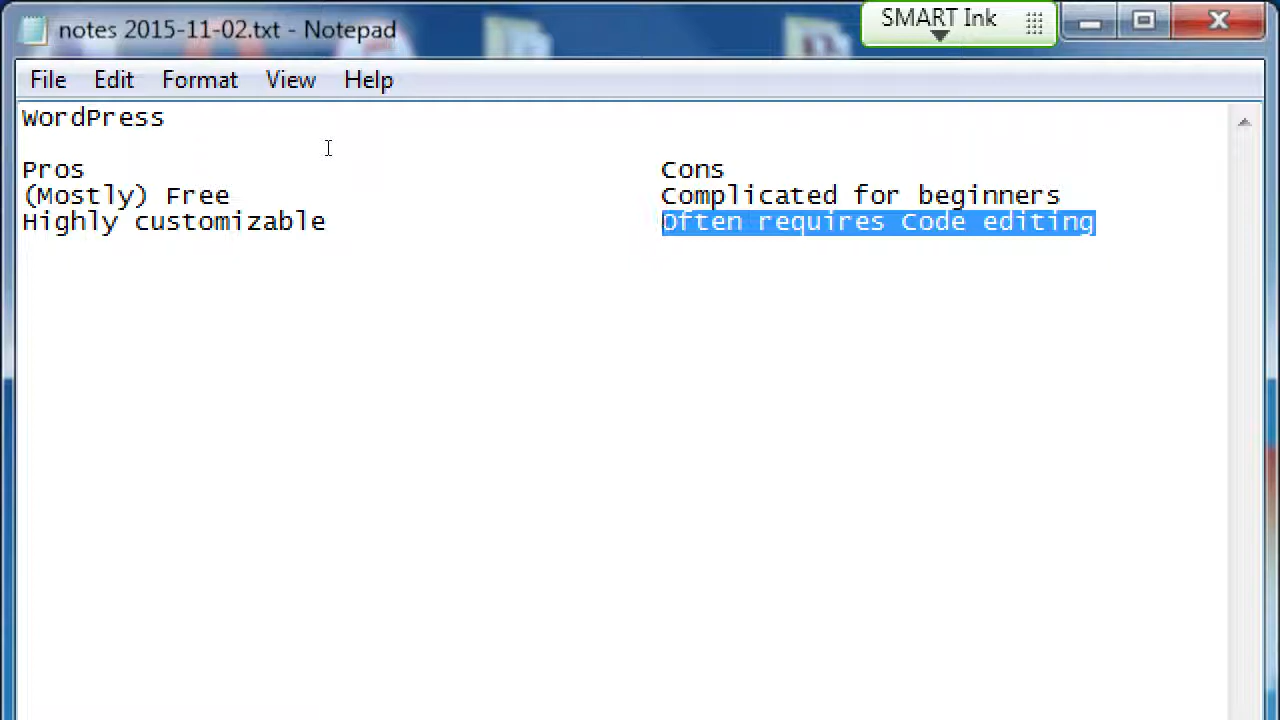 notes 2015-11-02.txt - Notepad
SMART Ink
File Edit Format View Help
WordPress
Pros Cons
(Mostly) Free Complicated for beginners
Highly customizable Often requires Code editing